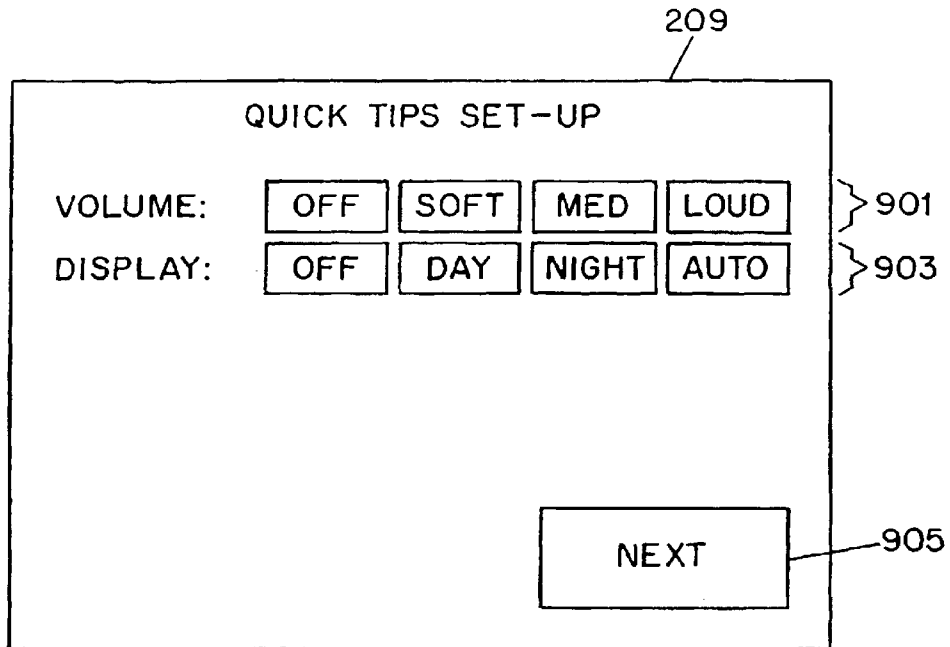 209
QUICK TIPS SET-UP
VOLUME: OFF SOFT MED LOUD 901
DISPLAY: OFF DAY NIGHT AUTO 903
NEXT 905